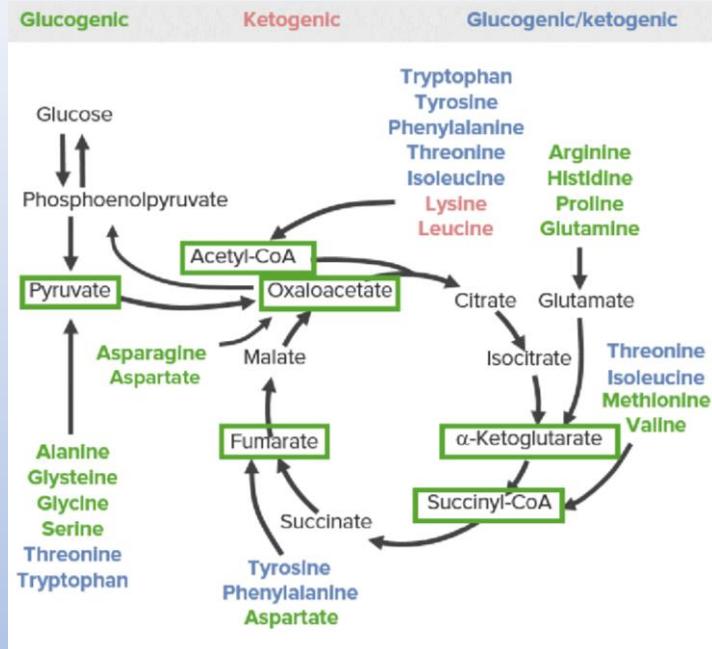 Glucogenic
Ketogenic
Glucogenic/ketogenic
Tryptophan
Tyrosine
Phenylalanine
Threonine
Isoleucine
Lysine
Leucine
Arginine
Histidine
Proline
Glutamine
Glucose
Phosphoenolpyruvate
Acetyl-CoA
Pyruvate
Oxaloacetate
Citrate
Glutamate
Asparagine
Aspartate
Malate
Isocitrate
Threonine
Isoleucine
Methionine
Valine
Fumarate
α-Ketoglutarate
Alanine
Glysteine
Glycine
Serine
Threonine
Tryptophan
Succinyl-CoA
Succinate
Tyrosine
Phenylalanine
Aspartate